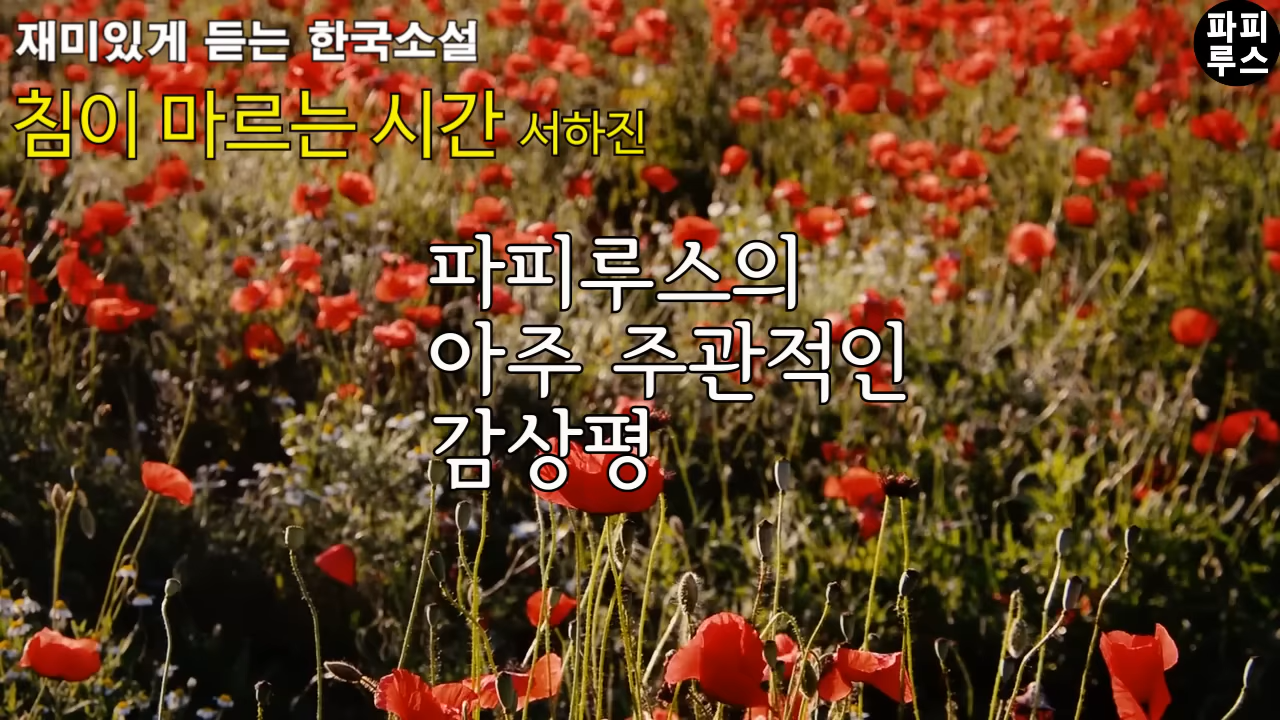 재미있게 듣는 한국소설
파피
루스
침이 마르는 시간 서하진
파피루스의
아주 주관적인
감상평